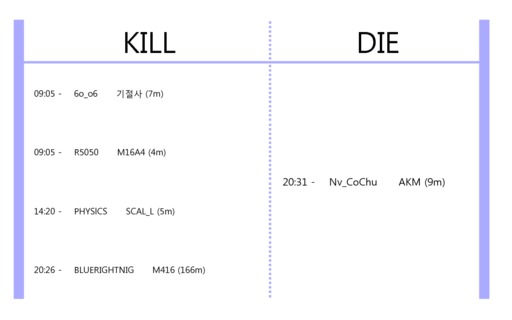 KILL
DIE
09:05 - 6o_o6 기절사 (7m)
09:05 - R5050 M16A4 (4m)
14:20 - PHYSICS SCAL_L (5m)
20:26 - BLUERIGHTNIG M416 (166m)
20:31 - Nv_CoChu AKM (9m)